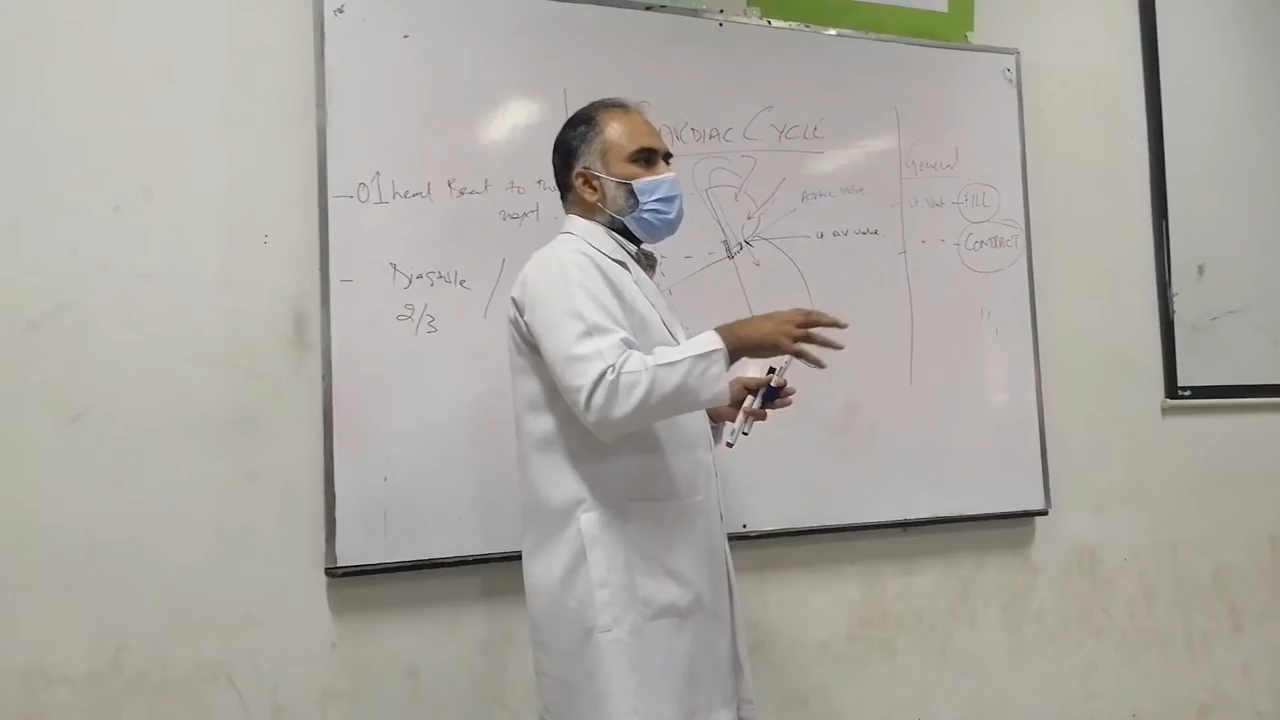 ARDIAC CYCLE
- 01 heart Beat to the
next.
- Diastole /
2/3
Aortic valve
Lt AV valve.
General
Lt Vent - FILL
" " - CONTRACT